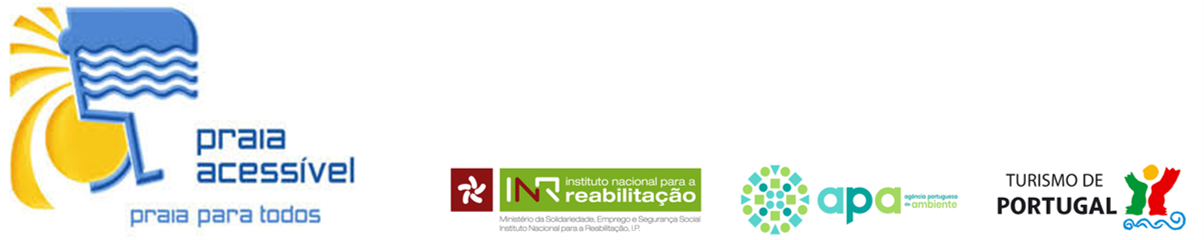 praia
acessível
praia para todos
INR
instituto nacional para a
reabilitação
Ministério da Solidariedade, Emprego e Segurança Social
Instituto Nacional para a Reabilitação, I.P.
apa
agência portuguesa
do ambiente
TURISMO DE
PORTUGAL